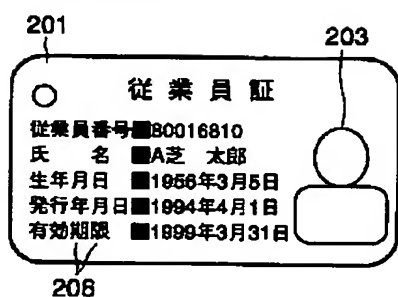 201
203
従業員証
従業員番号■80016810
氏 名 ■A芝 太郎
生年月日 ■1956年3月5日
発行年月日■1994年4月1日
有効期限 ■1999年3月31日
208